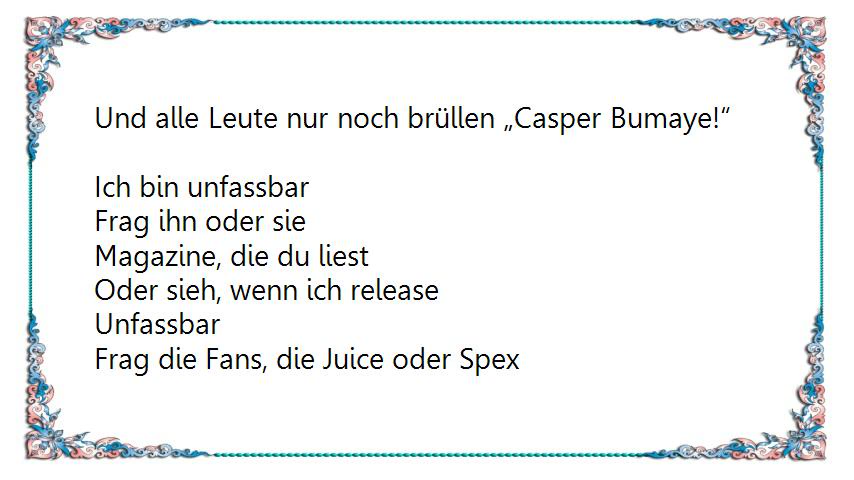 Und alle Leute nur noch brüllen „Casper Bumaye!“
Ich bin unfassbar
Frag ihn oder sie
Magazine, die du liest
Oder sieh, wenn ich release
Unfassbar
Frag die Fans, die Juice oder Spex